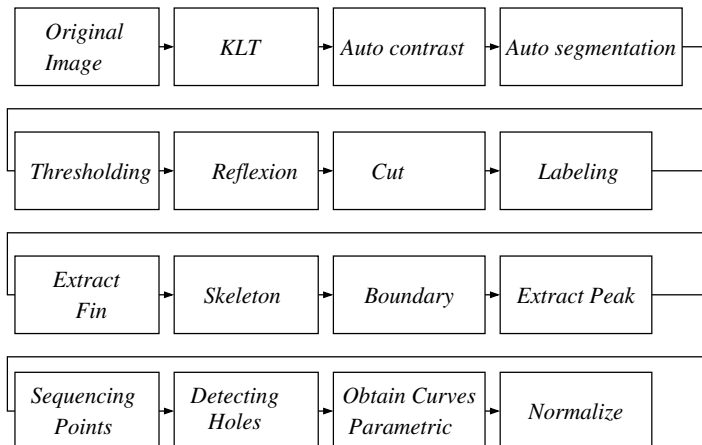 Original
Image
KLT
Auto contrast
Auto segmentation
Thresholding
Reflexion
Cut
Labeling
Extract
Fin
Skeleton
Boundary
Extract Peak
Sequencing
Points
Detecting
Holes
Obtain Curves
Parametric
Normalize